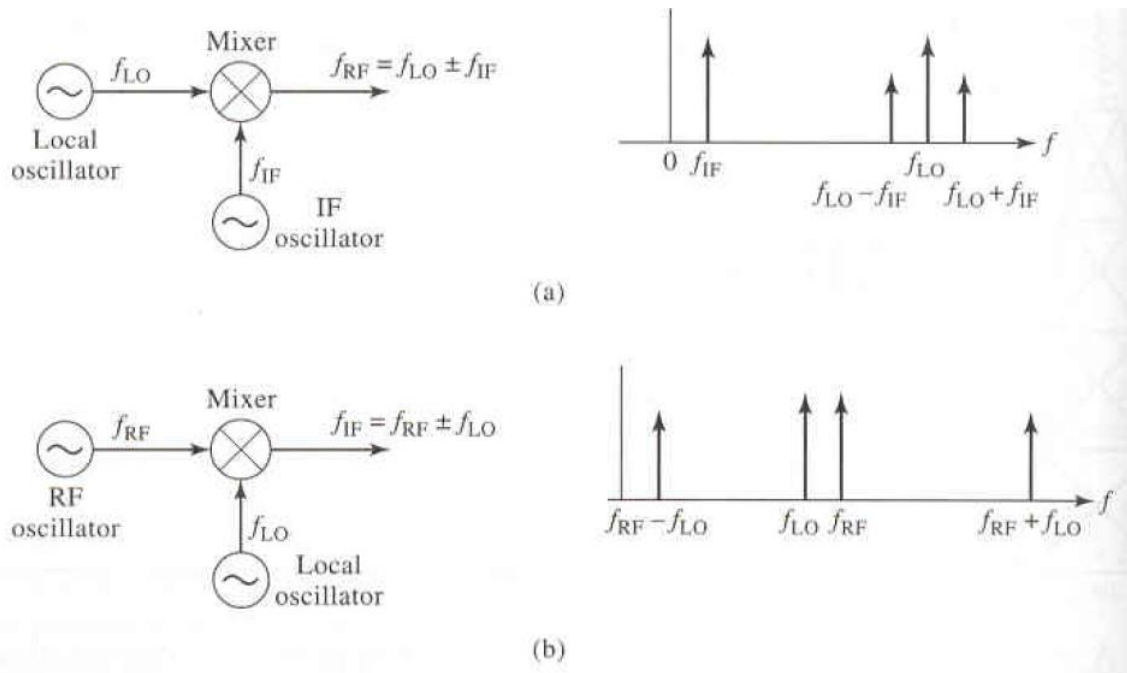 Mixer
f_LO
f_RF = f_LO ± f_IF
Local
oscillator
f_IF
IF
oscillator
0 f_IF
f_LO
f
f_LO − f_IF
f_LO + f_IF
(a)
Mixer
f_RF
f_IF = f_RF ± f_LO
RF
oscillator
f_LO
Local
oscillator
f_RF − f_LO
f_LO f_RF
f_RF + f_LO
f
(b)